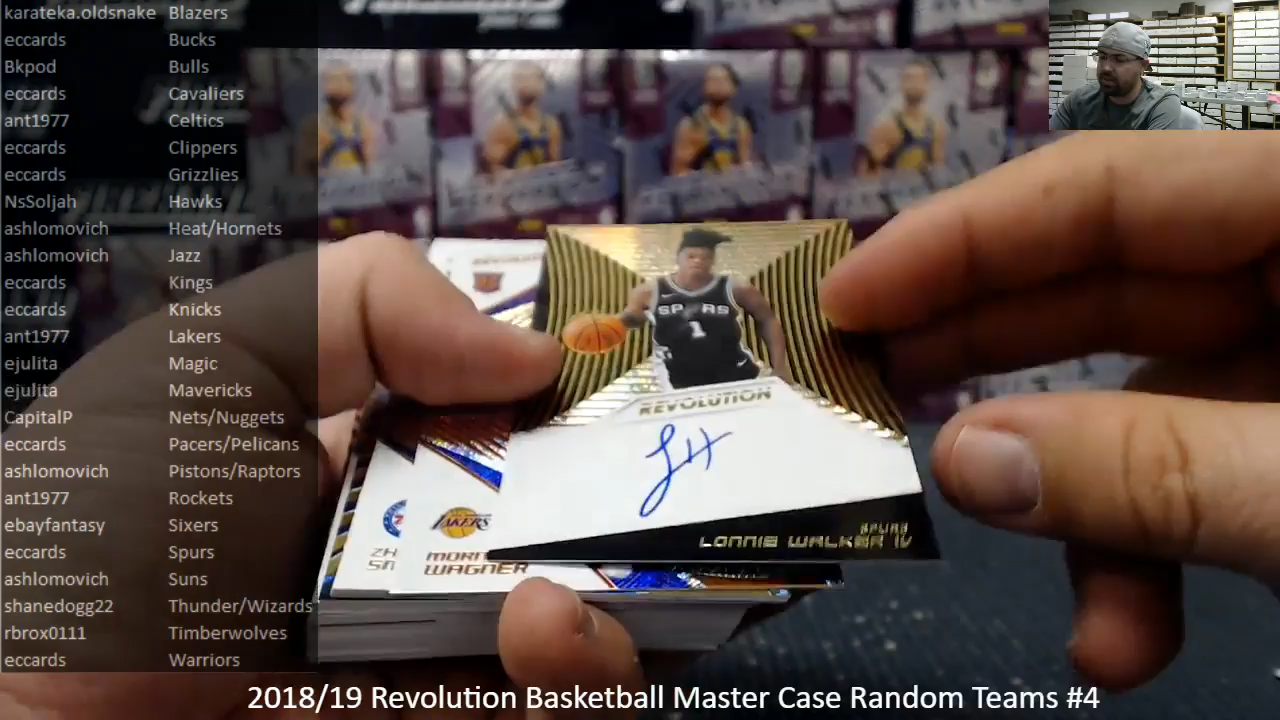 karateka.oldsnake Blazers
eccards Bucks
Bkpod Bulls
eccards Cavaliers
ant1977 Celtics
eccards Clippers
eccards Grizzlies
NsSoljah Hawks
ashlomovich Heat/Hornets
ashlomovich Jazz
eccards Kings
eccards Knicks
ant1977 Lakers
ejulita Magic
ejulita Mavericks
CapitalP Nets/Nuggets
eccards Pacers/Pelicans
ashlomovich Pistons/Raptors
ant1977 Rockets
ebayfantasy Sixers
eccards Spurs
ashlomovich Suns
shanedogg22 Thunder/Wizards
rbrox0111 Timberwolves
eccards Warriors
SPURS
1
REVOLUTION
SPURS
LONNIE WALKER IV
LAKERS
ZH
MORI
WAGNER
2018/19 Revolution Basketball Master Case Random Teams #4